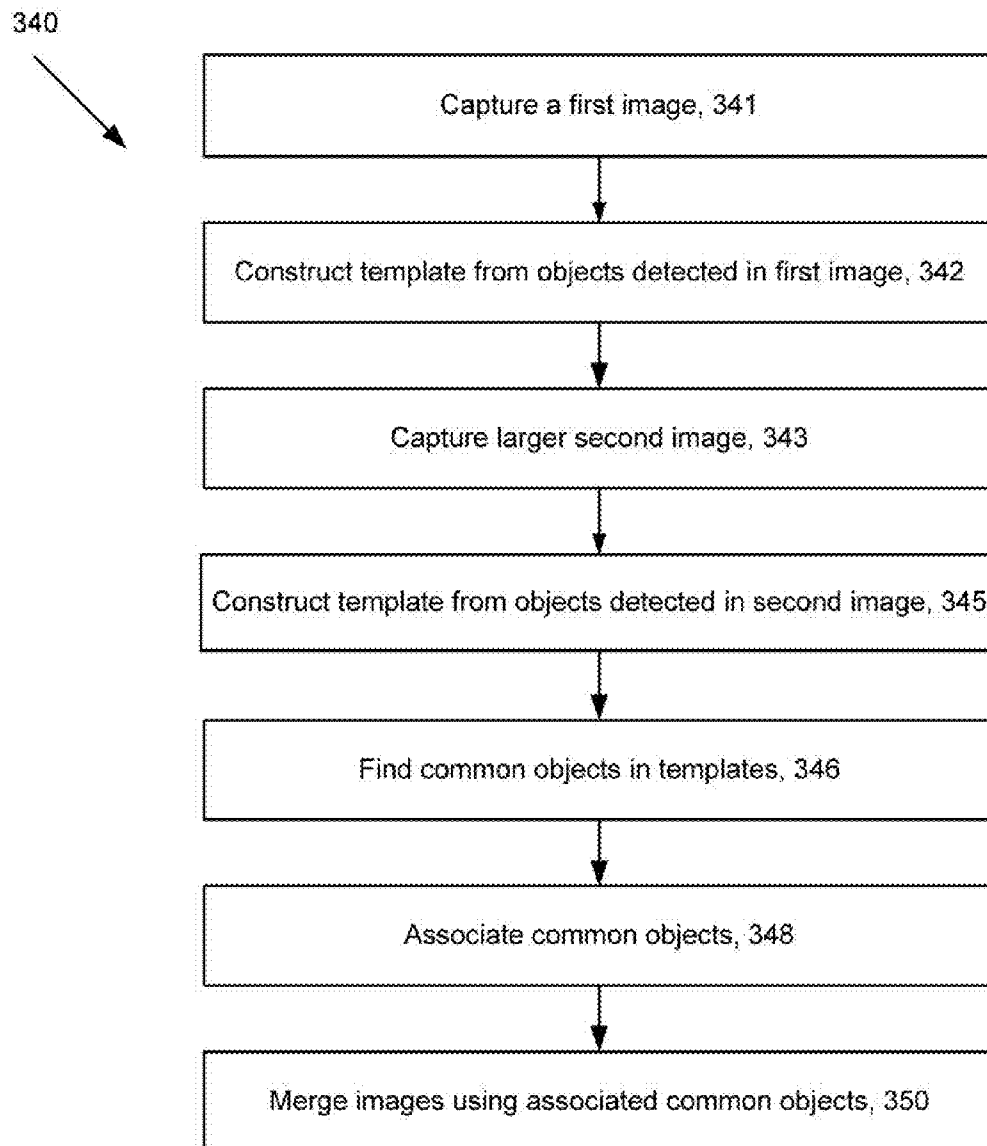 340
Capture a first image, 341
Construct template from objects detected in first image, 342
Capture larger second image, 343
Construct template from objects detected in second image, 345
Find common objects in templates, 346
Associate common objects, 348
Merge images using associated common objects, 350